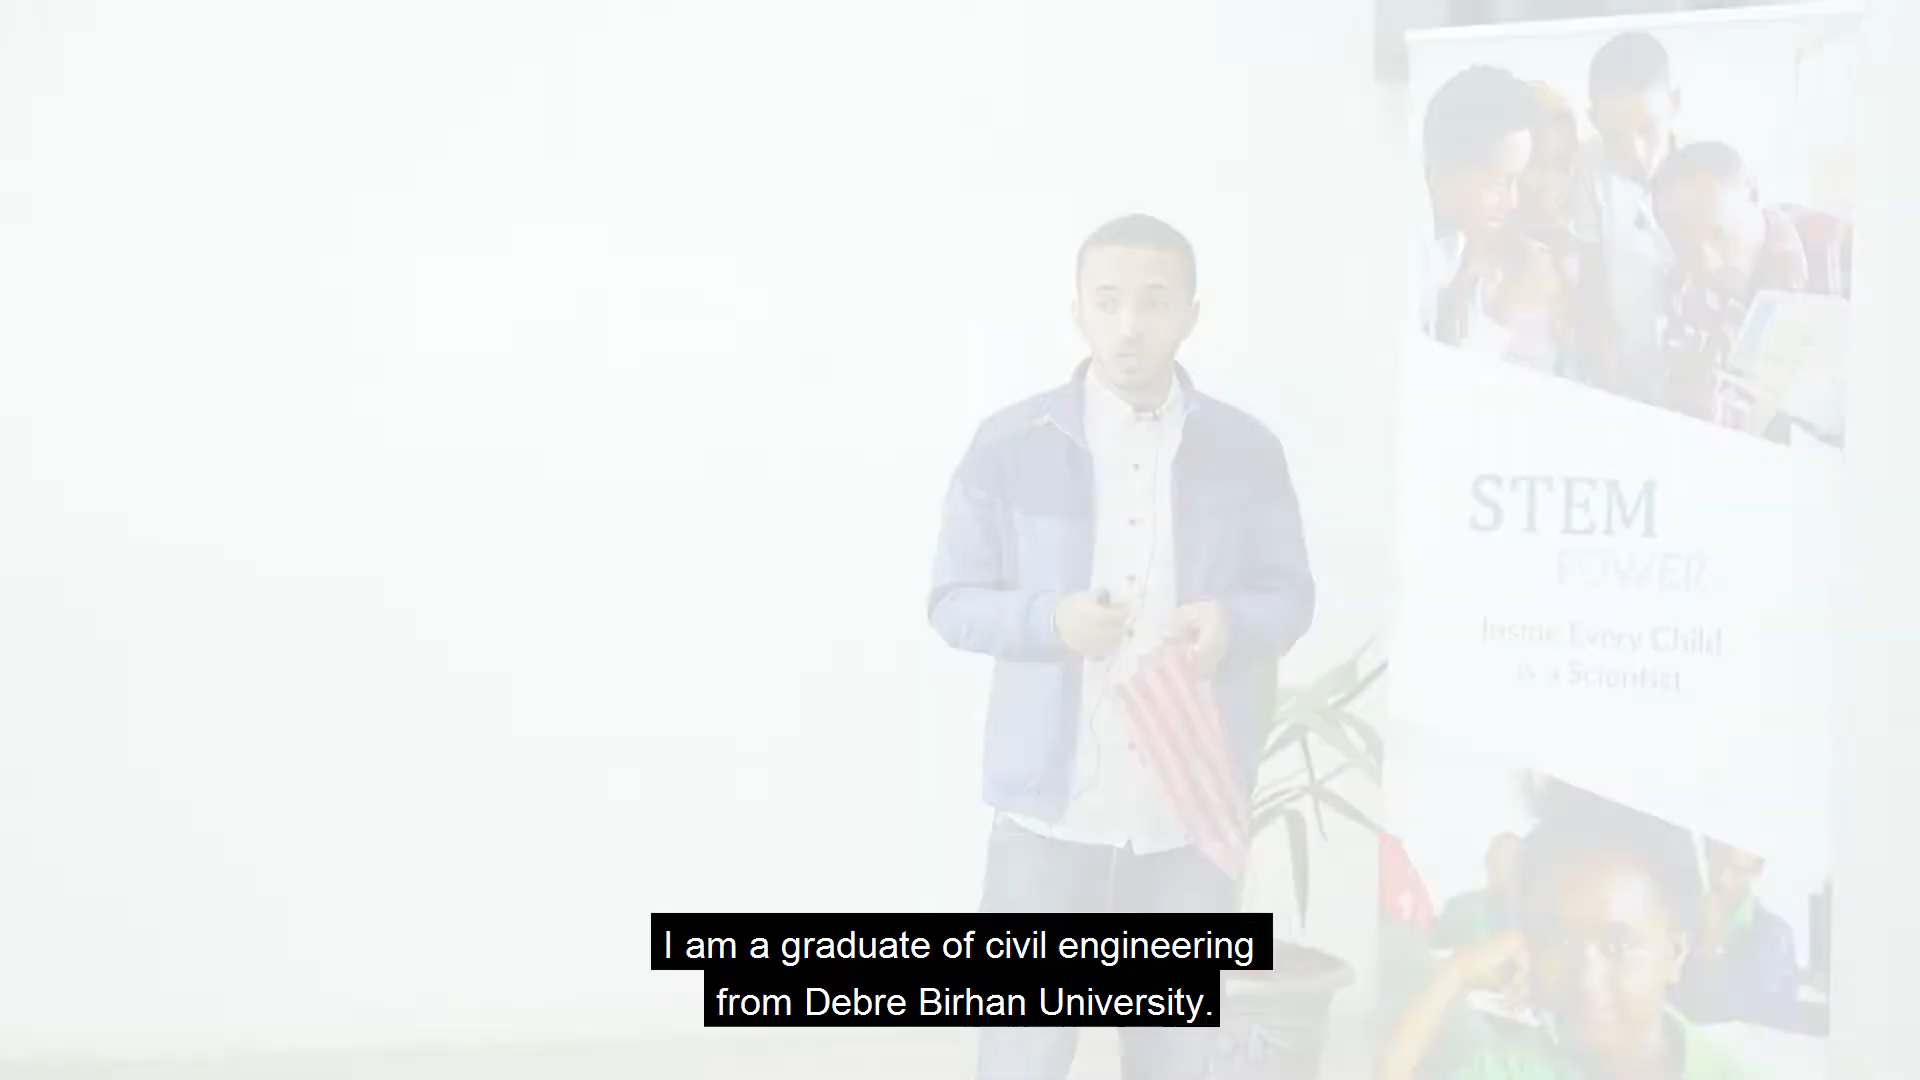 STEM
POWER
Inside Every Child
is a Scientist
I am a graduate of civil engineering
from Debre Birhan University.